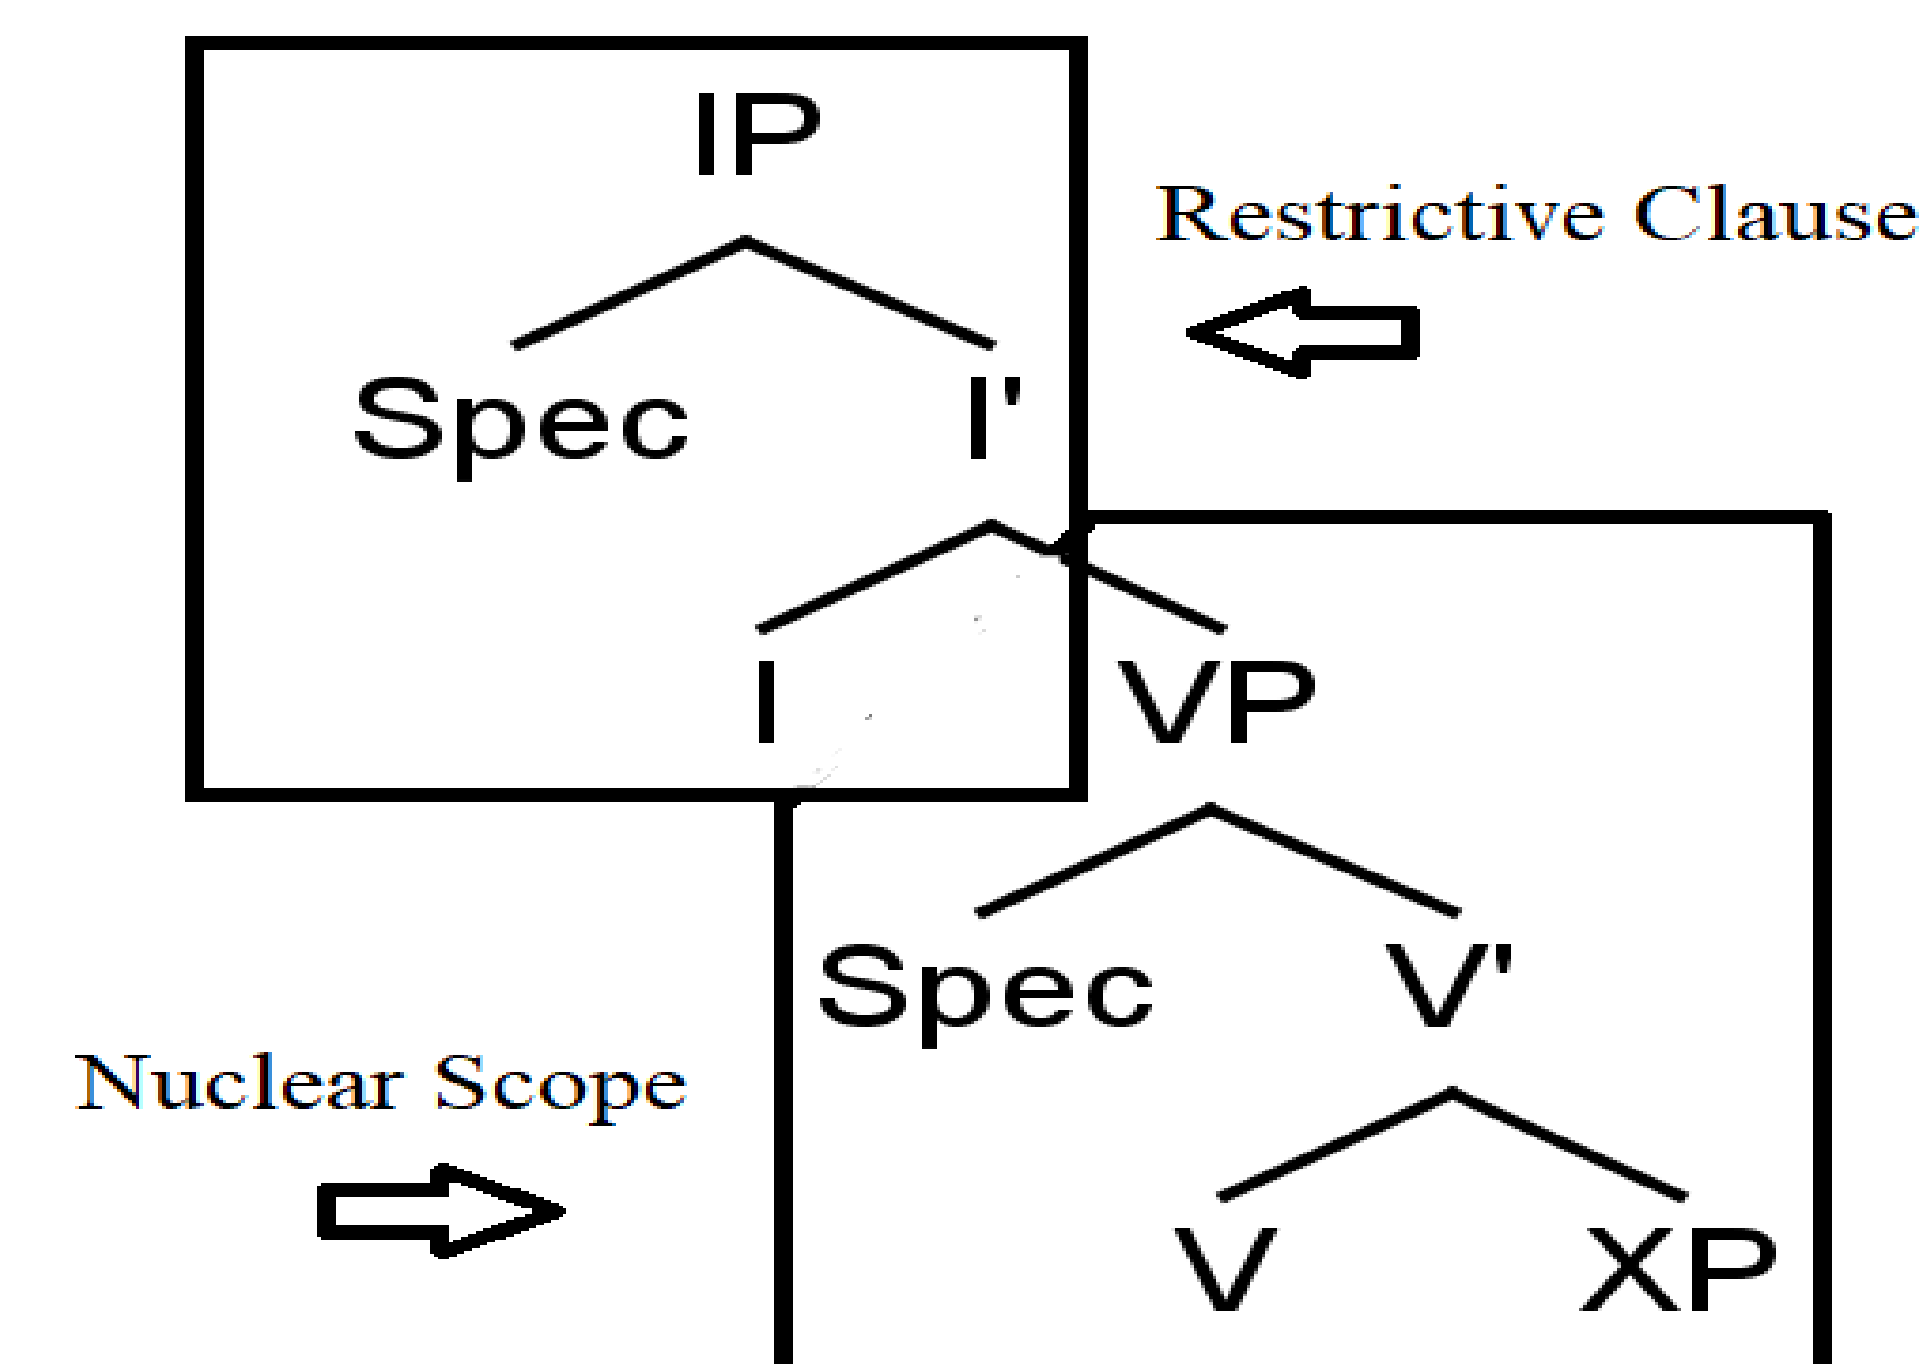 IP
Restrictive Clause
Spec I'
I VP
Spec V'
Nuclear Scope
V XP